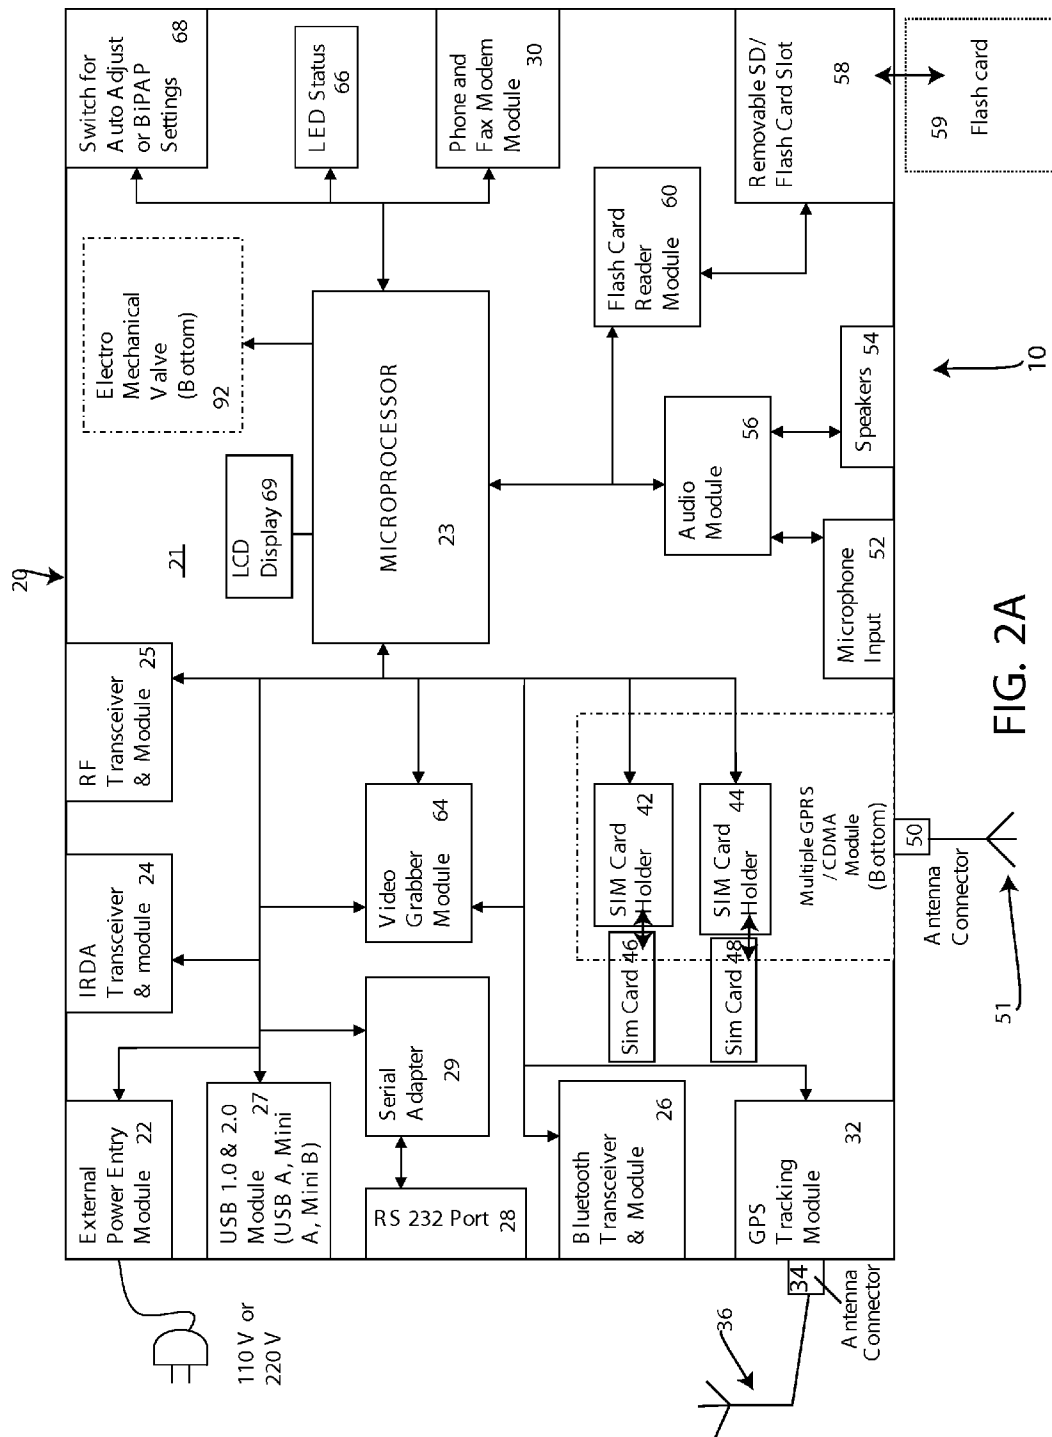 20
External
Power Entry
Module 22
IRDA
Transceiver
& module 24
RF
Transceiver
& Module 25
21
Switch for
Auto Adjust
or BiPAP
Settings
68
Electro
Mechanical
Valve
(Bottom)
92
LED Status
66
Phone and
Fax Modem
Module
30
110 V or
220 V
USB 1.0 & 2.0
Module 27
(USB A, Mini
A, Mini B)
Serial
Adapter
29
RS 232 Port 28
Video
Grabber
Module
64
LCD
Display 69
MICROPROCESSOR
23
Bluetooth
Transceiver
& Module
26
Sim Card 46
SIM Card
Holder
42
Sim Card 48
SIM Card
Holder
44
Multiple GPRS
/CDMA
Module
(Bottom)
Flash Card
Reader
Module
60
Audio
Module
56
Removable SD/
Flash Card Slot
58
GPS
Tracking
Module
32
34
Antenna
Connector
36
Microphone
Input
52
Speakers
54
50
Antenna
Connector
51
59
Flash card
10
FIG. 2A